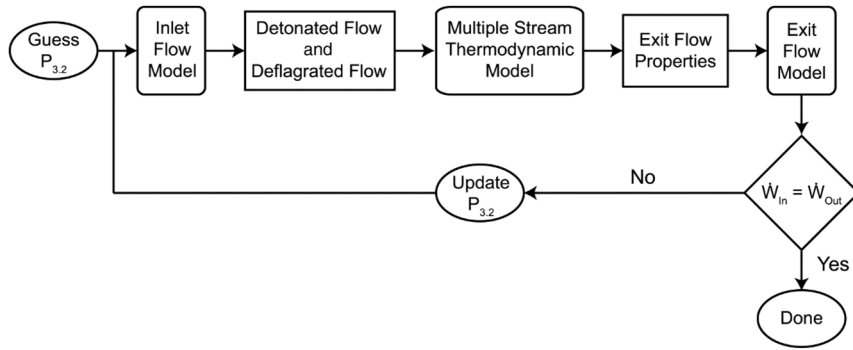 Guess
P3.2
Inlet
Flow
Model
Detonated Flow
and
Deflagrated Flow
Multiple Stream
Thermodynamic
Model
Exit Flow
Properties
Exit
Flow
Model
Update
P3.2
No
ẆIn = ẆOut
Yes
Done